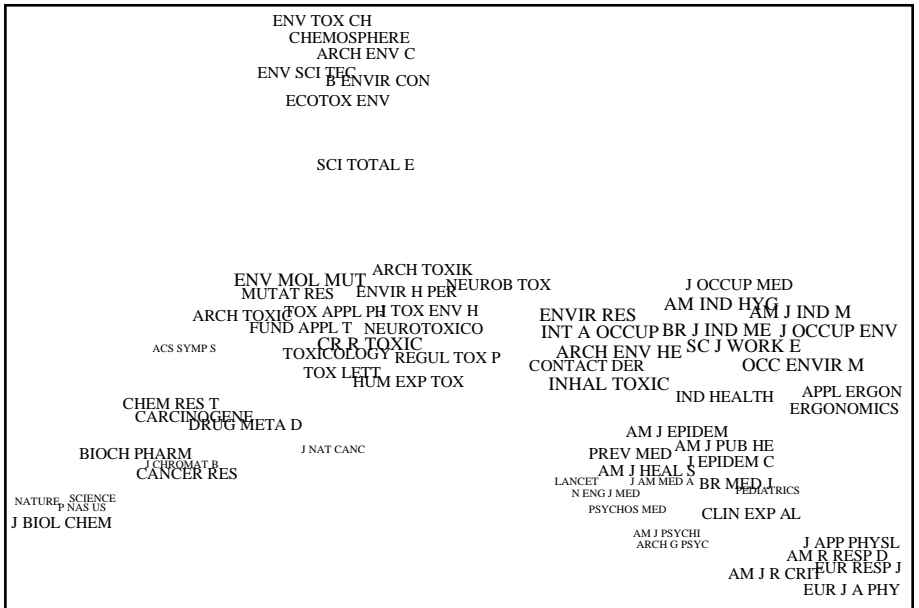 ENV TOX CH
CHEMOSPHERE
ARCH ENV C
ENV SCI TEC
B ENVIR CON
ECOTOX ENV
SCI TOTAL E
ARCH TOXIK
ENV MOL MUT
NEUROB TOX
J OCCUP MED
MUTAT RES
ENVIR H PER
AM IND HYG
ARCH TOXIC
TOX APPL PH
J TOX ENV H
ENVIR RES
AM J IND M
FUND APPL T
NEUROTOXICO
INT A OCCUP
BR J IND ME
J OCCUP ENV
CR R TOXIC
ACS SYMP S
TOXICOLOGY
REGUL TOX P
ARCH ENV HE
SC J WORK E
TOX LETT
HUM EXP TOX
CONTACT DER
OCC ENVIR M
INHAL TOXIC
IND HEALTH
APPL ERGON
CHEM RES T
ERGONOMICS
CARCINOGENE
DRUG META D
AM J EPIDEM
J NAT CANC
AM J PUB HE
BIOCH PHARM
PREV MED
J EPIDEM C
J CHROMAT B
CANCER RES
AM J HEAL S
LANCET
J AM MED A
BR MED J
PEDIATRICS
N ENG J MED
NATURE
SCIENCE
P NAS US
PSYCHOS MED
CLIN EXP AL
J BIOL CHEM
AM J PSYCHI
ARCH G PSYC
J APP PHYSL
AM R RESP D
EUR RESP J
AM J R CRIT
EUR J A PHY